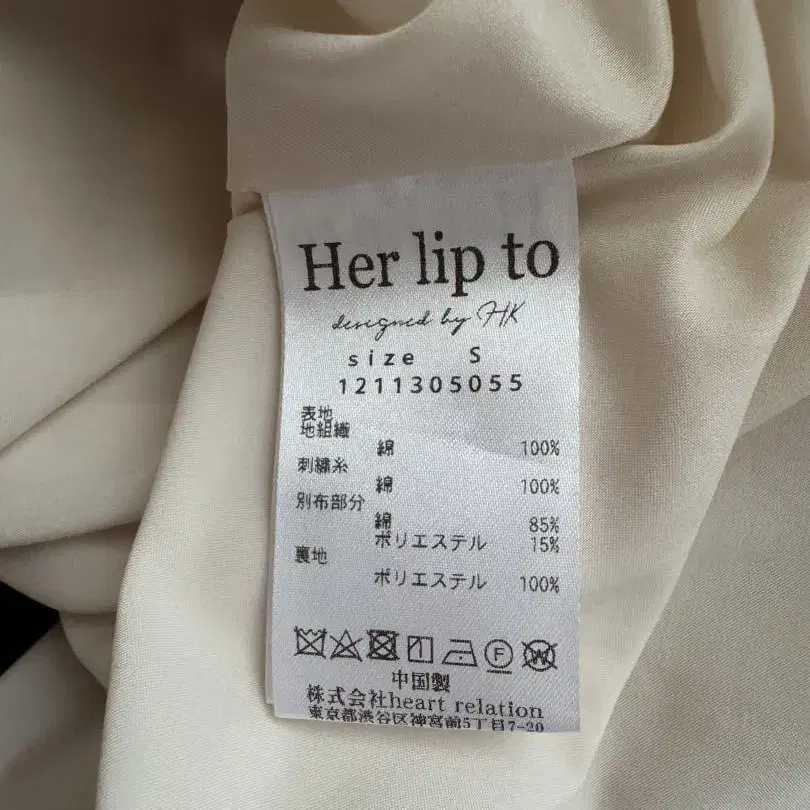 Her lip to
designed by HK
size S
1211305055
表地
地組織
綿 100%
刺繍糸
綿 100%
別布部分
綿 85%
ポリエステル 15%
裏地
ポリエステル 100%
中国製
株式会社heart relation
東京都渋谷区神宮前5丁目7-20